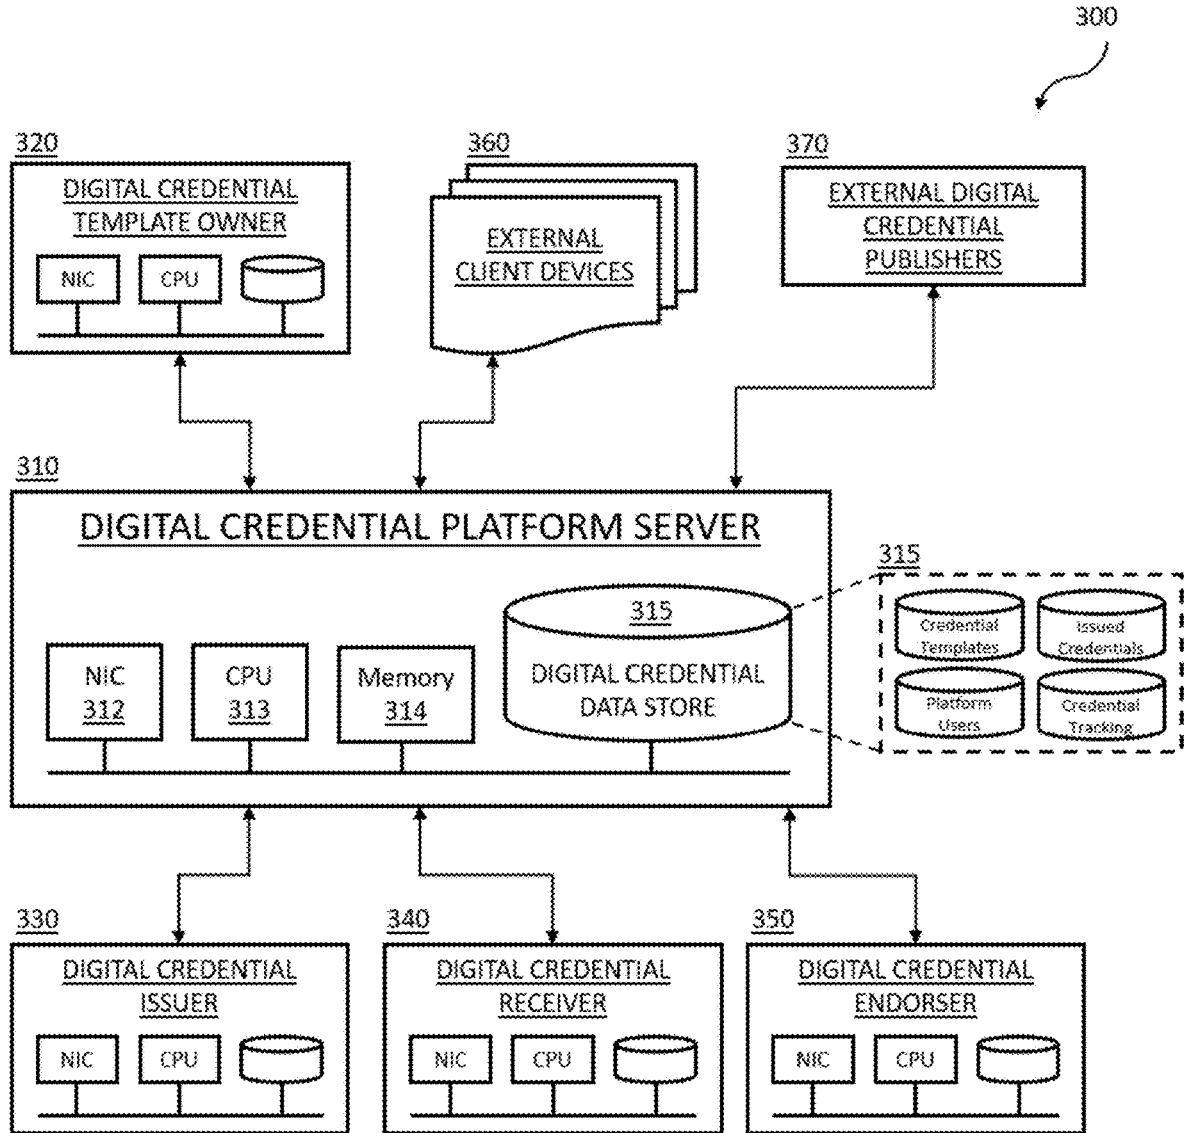 300
320
DIGITAL CREDENTIAL
TEMPLATE OWNER
NIC
CPU
360
EXTERNAL
CLIENT DEVICES
370
EXTERNAL DIGITAL
CREDENTIAL
PUBLISHERS
310
DIGITAL CREDENTIAL PLATFORM SERVER
NIC
312
CPU
313
Memory
314
315
DIGITAL CREDENTIAL
DATA STORE
315
Credential
Templates
Issued
Credentials
Platform
Users
Credential
Tracking
330
DIGITAL CREDENTIAL
ISSUER
NIC
CPU
340
DIGITAL CREDENTIAL
RECEIVER
NIC
CPU
350
DIGITAL CREDENTIAL
ENDORSER
NIC
CPU